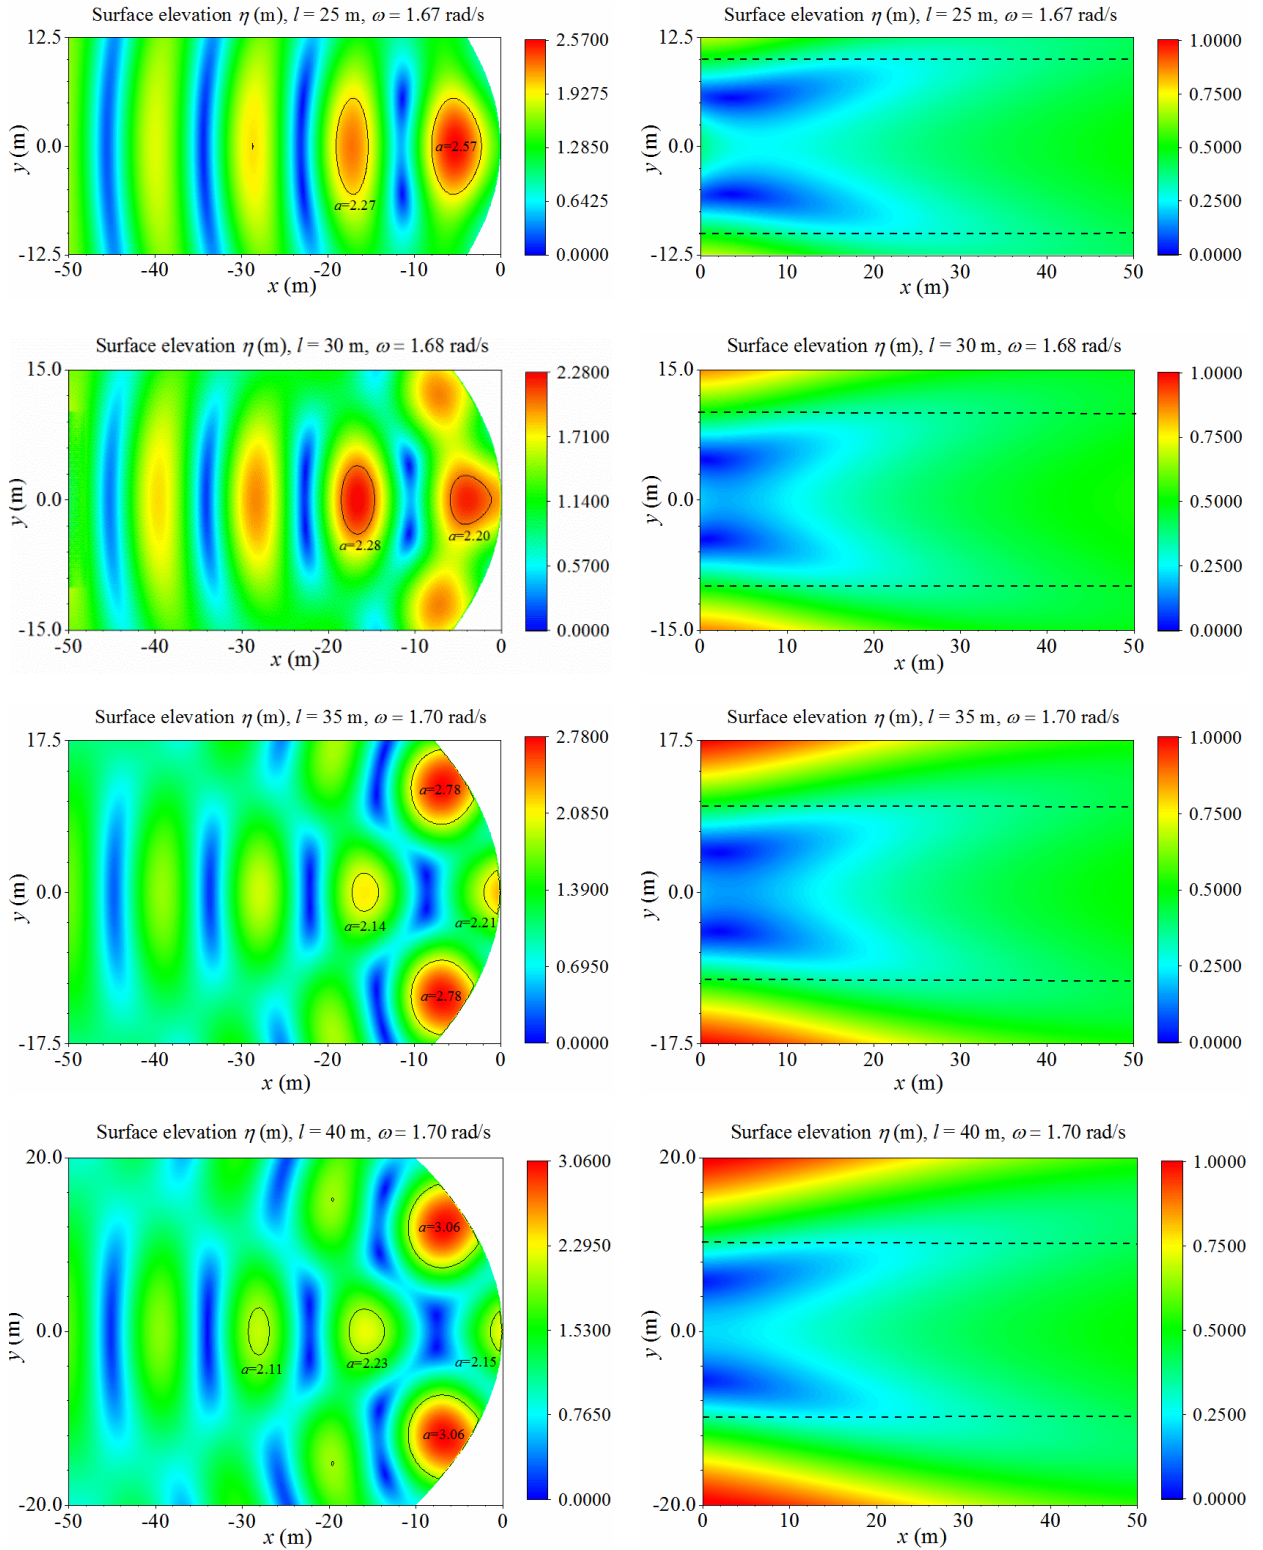 Surface elevation η (m), l = 25 m, ω = 1.67 rad/s
12.5
y (m)
0.0
-12.5
a=2.57
a=2.27
-50 -40 -30 -20 -10 0
x (m)
2.5700
1.9275
1.2850
0.6425
0.0000
Surface elevation η (m), l = 25 m, ω = 1.67 rad/s
12.5
y (m)
0.0
-12.5
0 10 20 30 40 50
x (m)
1.0000
0.7500
0.5000
0.2500
0.0000
Surface elevation η (m), l = 30 m, ω = 1.68 rad/s
15.0
y (m)
0.0
-15.0
a=2.28
a=2.20
-50 -40 -30 -20 -10 0
x (m)
2.2800
1.7100
1.1400
0.5700
0.0000
Surface elevation η (m), l = 30 m, ω = 1.68 rad/s
15.0
y (m)
0.0
-15.0
0 10 20 30 40 50
x (m)
1.0000
0.7500
0.5000
0.2500
0.0000
Surface elevation η (m), l = 35 m, ω = 1.70 rad/s
17.5
y (m)
0.0
-17.5
a=2.78
a=2.14
a=2.21
a=2.78
-50 -40 -30 -20 -10 0
x (m)
2.7800
2.0850
1.3900
0.6950
0.0000
Surface elevation η (m), l = 35 m, ω = 1.70 rad/s
17.5
y (m)
0.0
-17.5
0 10 20 30 40 50
x (m)
1.0000
0.7500
0.5000
0.2500
0.0000
Surface elevation η (m), l = 40 m, ω = 1.70 rad/s
20.0
y (m)
0.0
-20.0
a=3.06
a=2.11
a=2.23
a=2.15
a=3.06
-50 -40 -30 -20 -10 0
x (m)
3.0600
2.2950
1.5300
0.7650
0.0000
Surface elevation η (m), l = 40 m, ω = 1.70 rad/s
20.0
y (m)
0.0
-20.0
0 10 20 30 40 50
x (m)
1.0000
0.7500
0.5000
0.2500
0.0000